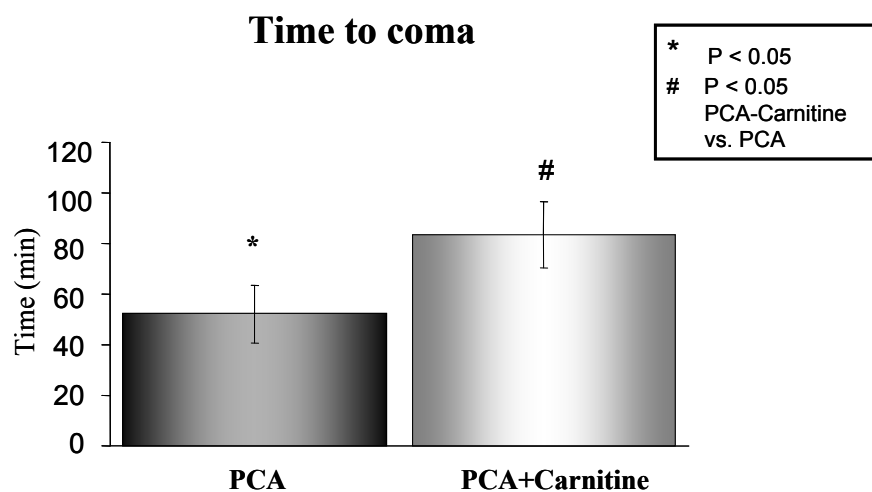 Time to coma
* P < 0.05
# P < 0.05
PCA-Carnitine
vs. PCA
120
100
80
60
40
20
0
Time (min)
*
#
PCA
PCA+Carnitine